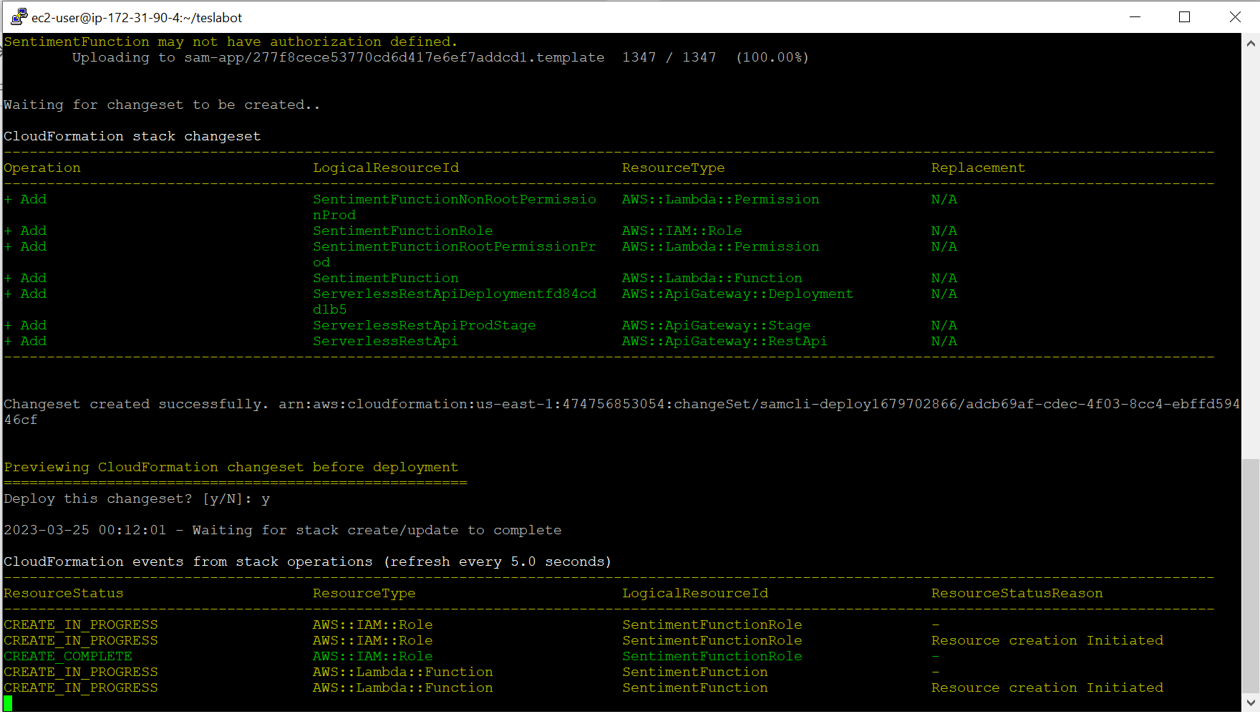 ec2-user@ip-172-31-90-4:~/teslabot
SentimentFunction may not have authorization defined.
Uploading to sam-app/277f8cece53770cd6d417e6ef7addcd1.template 1347 / 1347 (100.00%)
Waiting for changeset to be created..
CloudFormation stack changeset
Operation LogicalResourceId ResourceType Replacement
+ Add SentimentFunctionNonRootPermissio AWS::Lambda::Permission N/A
nProd
+ Add SentimentFunctionRole AWS::IAM::Role N/A
+ Add SentimentFunctionRootPermissionPr AWS::Lambda::Permission N/A
od
+ Add SentimentFunction AWS::Lambda::Function N/A
+ Add ServerlessRestApiDeploymentfd84cd AWS::ApiGateway::Deployment N/A
d1b5
+ Add ServerlessRestApiProdStage AWS::ApiGateway::Stage N/A
+ Add ServerlessRestApi AWS::ApiGateway::RestApi N/A
Changeset created successfully. arn:aws:cloudformation:us-east-1:474756853054:changeSet/samcli-deploy1679702866/adcb69af-cdec-4f03-8cc4-ebffd594
46cf
Previewing CloudFormation changeset before deployment
======================================================
Deploy this changeset? [y/N]: y
2023-03-25 00:12:01 - Waiting for stack create/update to complete
CloudFormation events from stack operations (refresh every 5.0 seconds)
ResourceStatus ResourceType LogicalResourceId ResourceStatusReason
CREATE_IN_PROGRESS AWS::IAM::Role SentimentFunctionRole -
CREATE_IN_PROGRESS AWS::IAM::Role SentimentFunctionRole Resource creation Initiated
CREATE_COMPLETE AWS::IAM::Role SentimentFunctionRole -
CREATE_IN_PROGRESS AWS::Lambda::Function SentimentFunction -
CREATE_IN_PROGRESS AWS::Lambda::Function SentimentFunction Resource creation Initiated